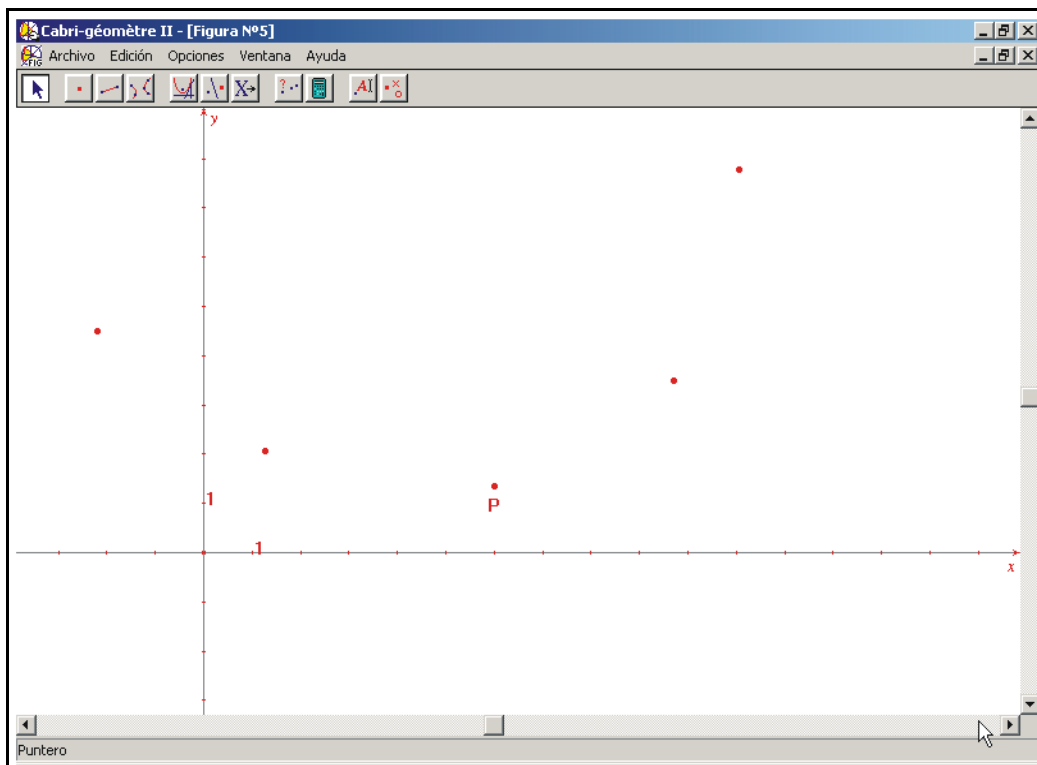 Cabri-géomètre II - [Figura Nº5]
Archivo Edición Opciones Ventana Ayuda
y
1
P
1
x
Puntero